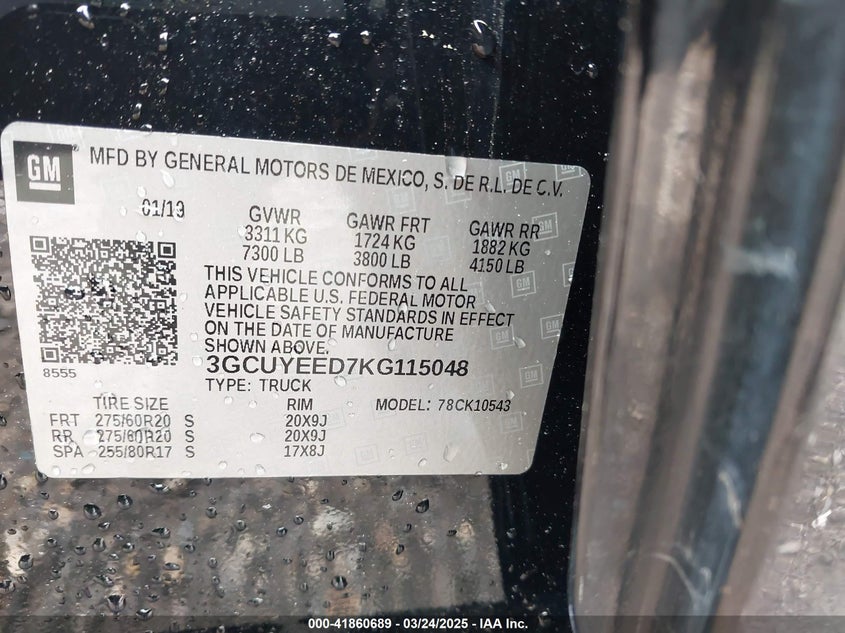 GM
MFD BY GENERAL MOTORS DE MEXICO, S. DE R.L. DE C.V.
01/19 GVWR GAWR FRT GAWR RR
3311 KG 1724 KG 1882 KG
7300 LB 3800 LB 4150 LB
THIS VEHICLE CONFORMS TO ALL
APPLICABLE U.S. FEDERAL MOTOR
VEHICLE SAFETY STANDARDS IN EFFECT
ON THE DATE OF MANUFACTURE
SHOWN ABOVE.
8555
3GCUYEED7KG115048
TYPE: TRUCK
TIRE SIZE RIM MODEL: 78CK10543
FRT 275/60R20 S 20X9J
RR 275/60R20 S 20X9J
SPA 255/80R17 S 17X8J
000-41860689 - 03/24/2025 - IAA Inc.